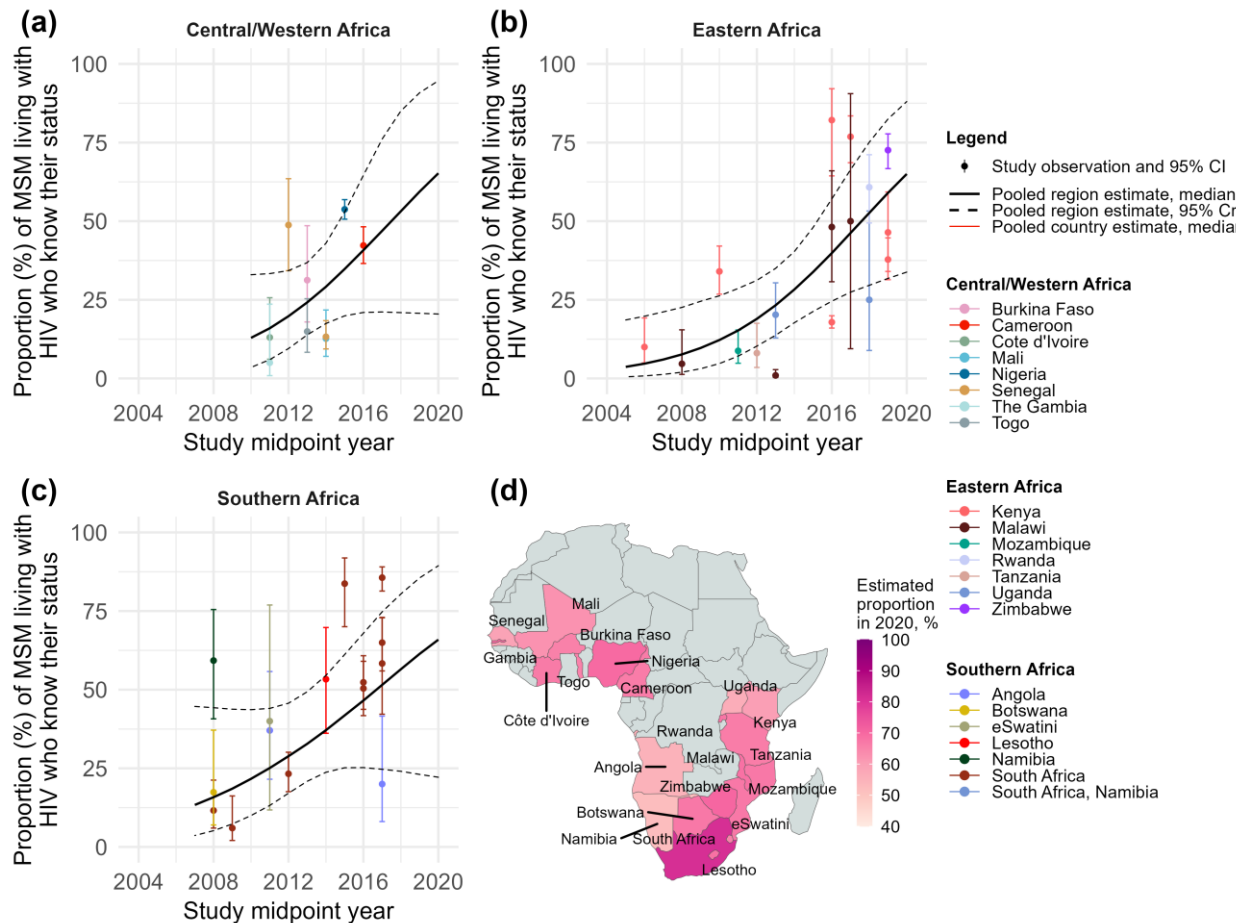 (a)
Central/Western Africa
Proportion (%) of MSM living with
HIV who know their status
100
75
50
25
0
2004 2008 2012 2016 2020
Study midpoint year
(b)
Eastern Africa
Proportion (%) of MSM living with
HIV who know their status
100
75
50
25
0
2004 2008 2012 2016 2020
Study midpoint year
Legend
Study observation and 95% CI
Pooled region estimate, median
Pooled region estimate, 95% Cr
Pooled country estimate, media
Central/Western Africa
Burkina Faso
Cameroon
Cote d'Ivoire
Mali
Nigeria
Senegal
The Gambia
Togo
Eastern Africa
Kenya
Malawi
Mozambique
Rwanda
Tanzania
Uganda
Zimbabwe
Southern Africa
Angola
Botswana
eSwatini
Lesotho
Namibia
South Africa
South Africa, Namibia
(c)
Southern Africa
Proportion (%) of MSM living with
HIV who know their status
100
75
50
25
0
2004 2008 2012 2016 2020
Study midpoint year
(d)
Mali
Senegal
Burkina Faso
Gambia
Nigeria
Togo
Cameroon
Uganda
Côte d'Ivoire
Kenya
Rwanda
Tanzania
Malawi
Angola
Zimbabwe
Mozambique
Botswana
eSwatini
Namibia
South Africa
Lesotho
Estimated
proportion
in 2020, %
100
90
80
70
60
50
40